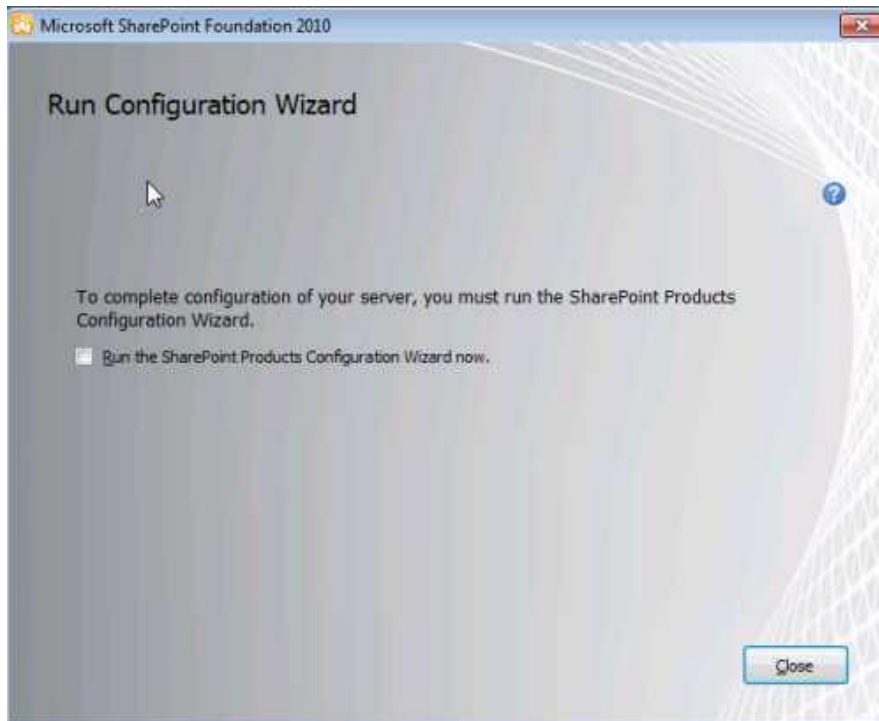 Microsoft SharePoint Foundation 2010
Run Configuration Wizard
To complete configuration of your server, you must run the SharePoint Products
Configuration Wizard.
Run the SharePoint Products Configuration Wizard now.
Close